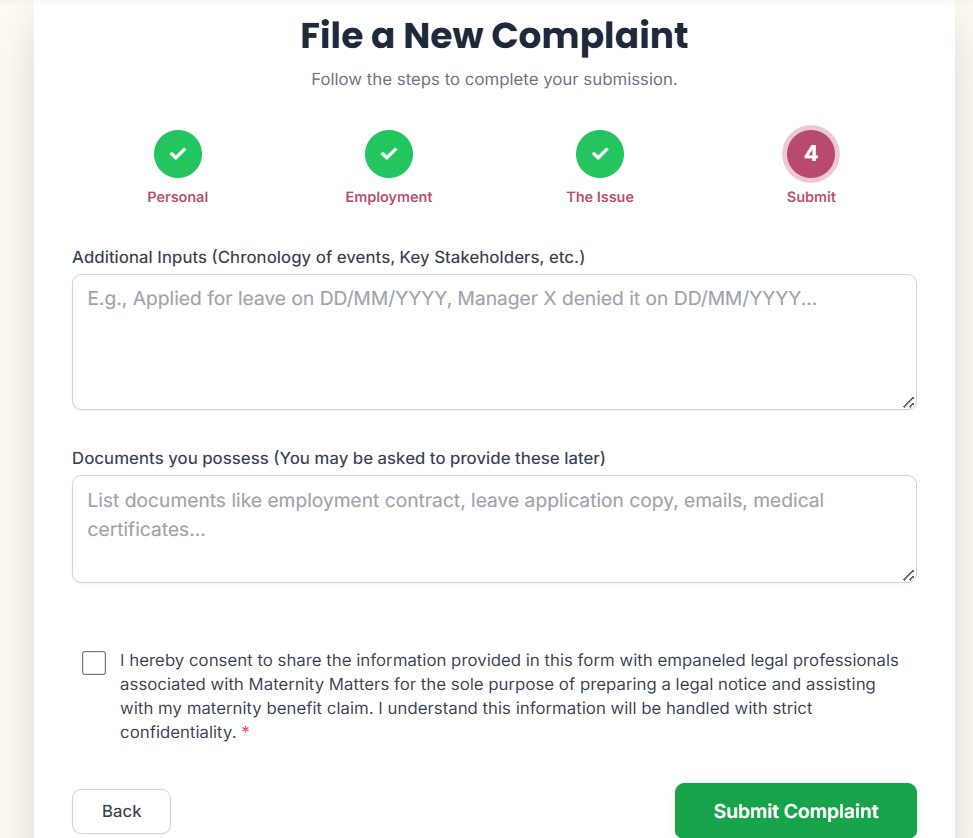 File a New Complaint
Follow the steps to complete your submission.
4
Personal
Employment
The Issue
Submit
Additional Inputs (Chronology of events, Key Stakeholders, etc.)
E.g., Applied for leave on DD/MM/YYYY, Manager X denied it on DD/MM/YYYY...
Documents you possess (You may be asked to provide these later)
List documents like employment contract, leave application copy, emails, medical
certificates...
I hereby consent to share the information provided in this form with empaneled legal professionals
associated with Maternity Matters for the sole purpose of preparing a legal notice and assisting
with my maternity benefit claim. I understand this information will be handled with strict
confidentiality. *
Back
Submit Complaint